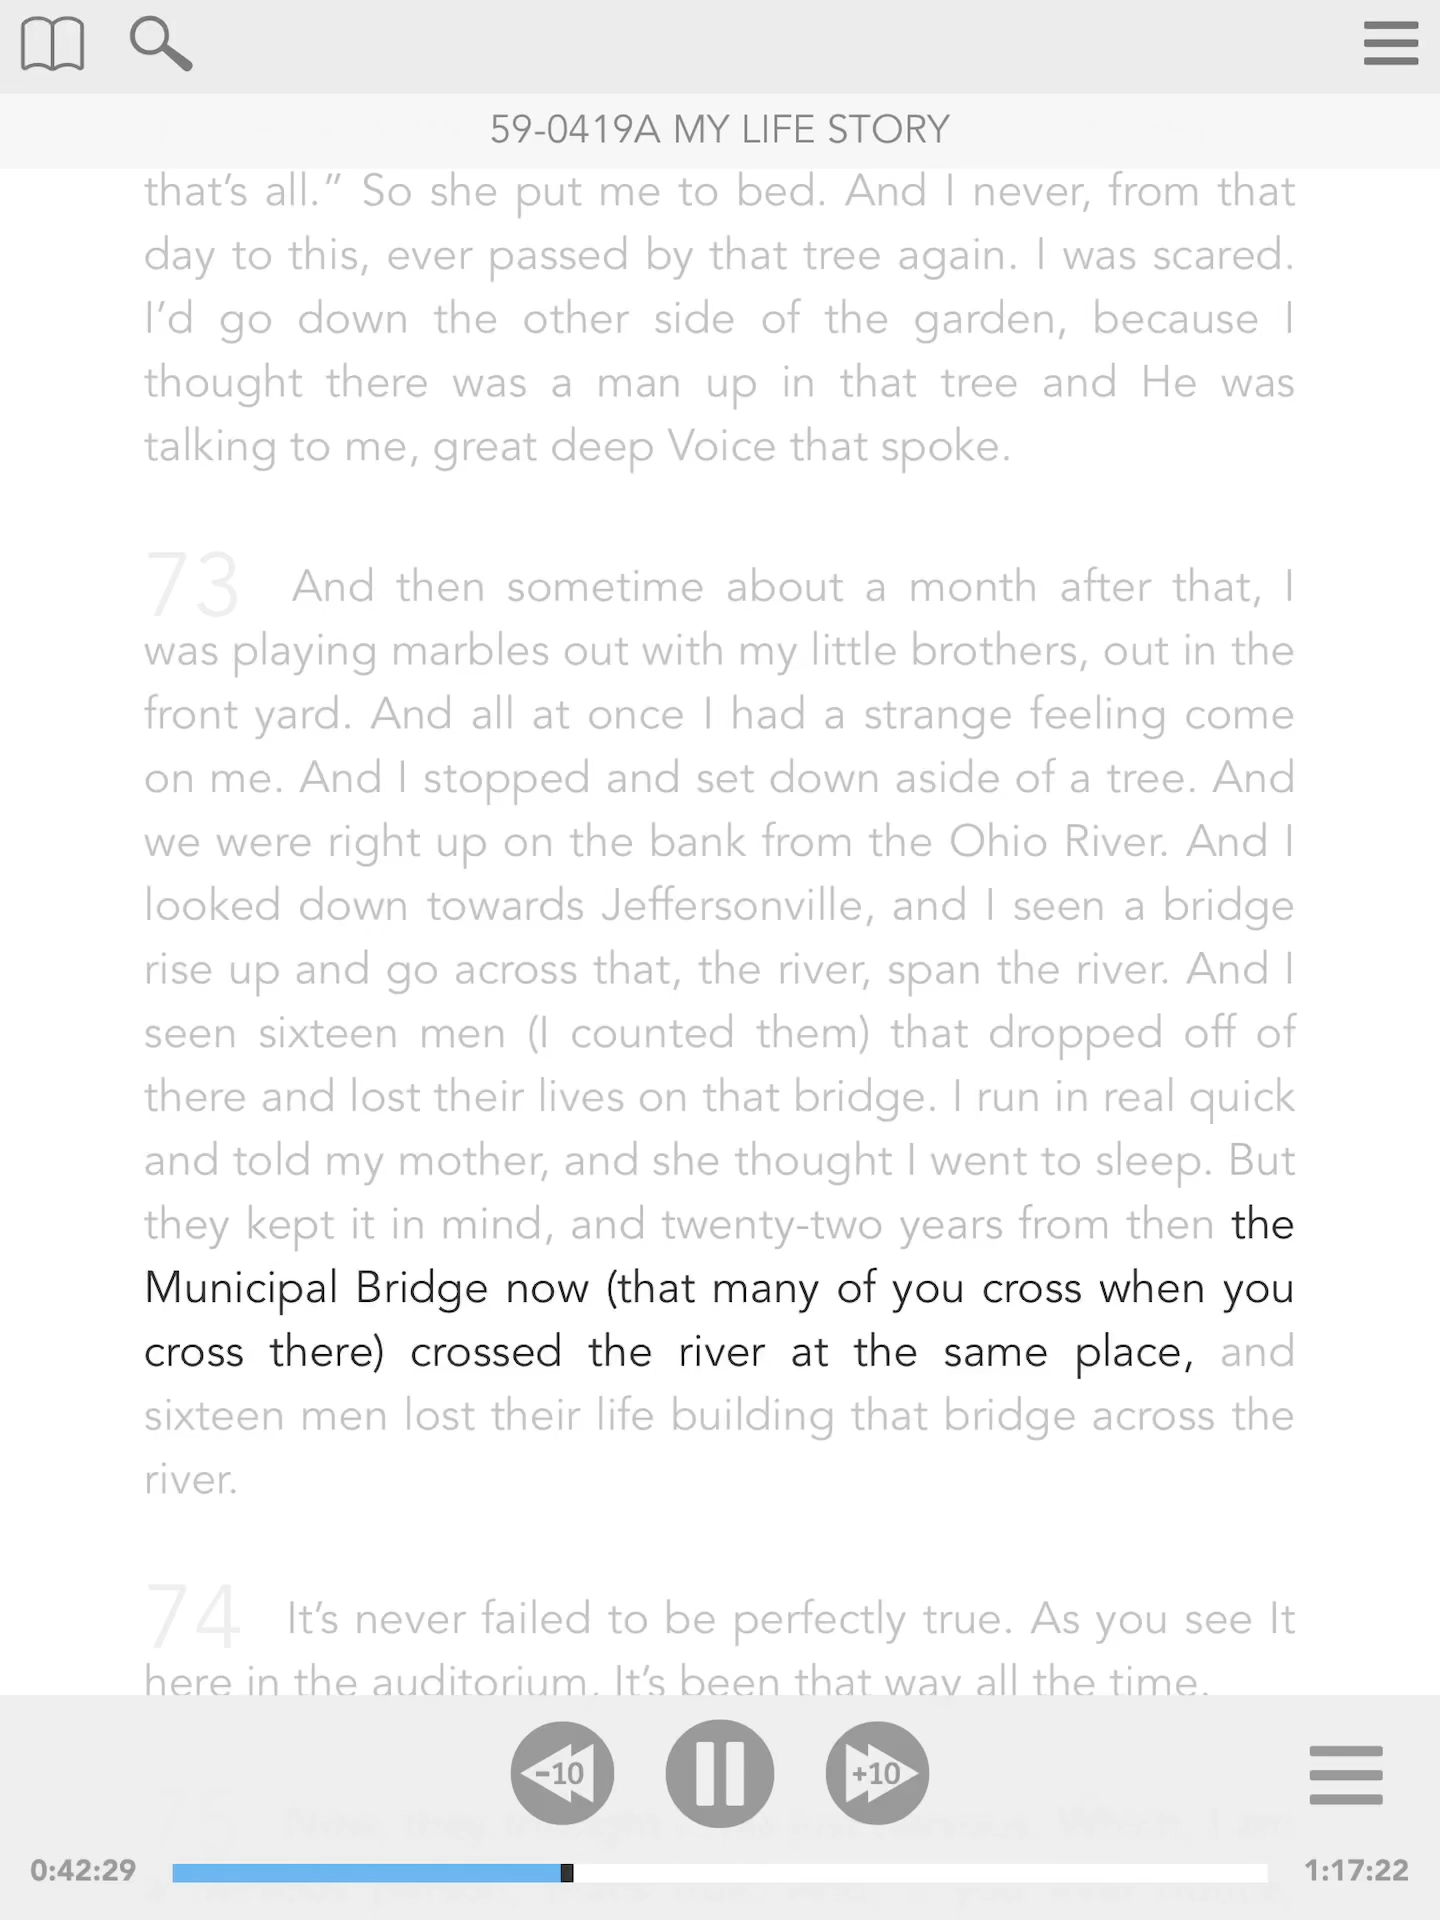 59-0419A MY LIFE STORY
that's all.” So she put me to bed. And I never, from that
day to this, ever passed by that tree again. I was scared.
I'd go down the other side of the garden, because I
thought there was a man up in that tree and He was
talking to me, great deep Voice that spoke.
73 And then sometime about a month after that, I
was playing marbles out with my little brothers, out in the
front yard. And all at once I had a strange feeling come
on me. And I stopped and set down aside of a tree. And
we were right up on the bank from the Ohio River. And I
looked down towards Jeffersonville, and I seen a bridge
rise up and go across that, the river, span the river. And I
seen sixteen men (I counted them) that dropped off of
there and lost their lives on that bridge. I run in real quick
and told my mother, and she thought I went to sleep. But
they kept it in mind, and twenty-two years from then the
Municipal Bridge now (that many of you cross when you
cross there) crossed the river at the same place, and
sixteen men lost their life building that bridge across the
river.
74 It's never failed to be perfectly true. As you see It
here in the auditorium, It's been that way all the time.
-10 +10
0:42:29 1:17:22